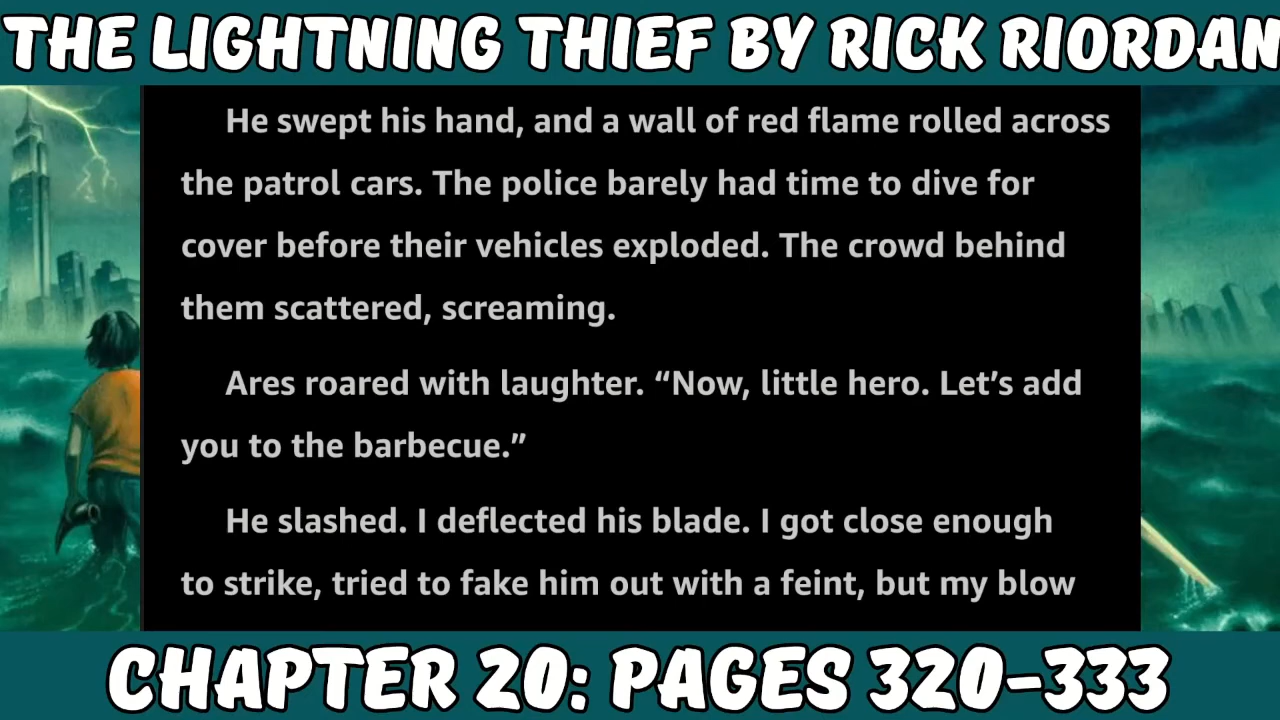 THE LIGHTNING THIEF BY RICK RIORDAN
He swept his hand, and a wall of red flame rolled across
the patrol cars. The police barely had time to dive for
cover before their vehicles exploded. The crowd behind
them scattered, screaming.
Ares roared with laughter. “Now, little hero. Let’s add
you to the barbecue.”
He slashed. I deflected his blade. I got close enough
to strike, tried to fake him out with a feint, but my blow
CHAPTER 20: PAGES 320-333